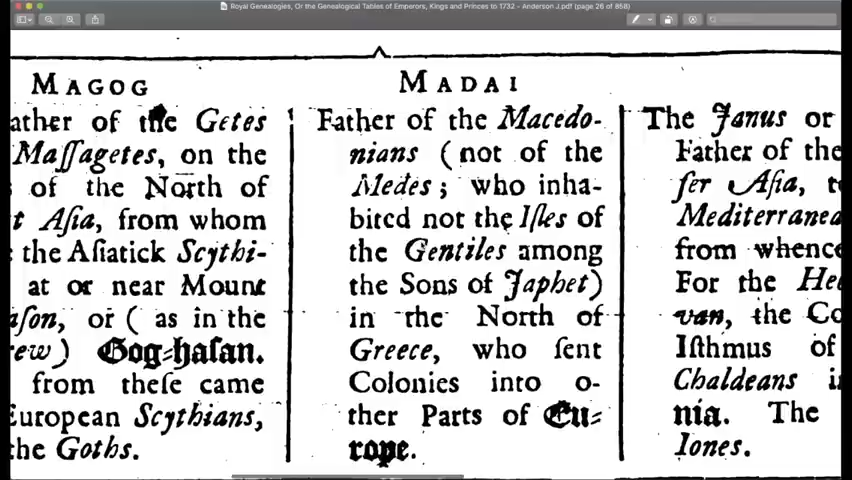 Royal Genealogies, Or the Genealogical Tables of Emperors, Kings and Princes to 1732 - Anderson J.pdf (page 26 of 858)
MAGOG
ather of the Getes
Maſſagetes, on the
s of the North of
t Aſia, from whom
the Aſiatick Scythi-
at or near Mount
aſon, or ( as in the
rew) Gog-haſan.
from theſe came
European Scythians,
the Goths.
MADAI
Father of the Macedo-
nians (not of the
Medes; who inha-
bited not the Iſles of
the Gentiles among
the Sons of Japhet)
in the North of
Greece, who ſent
Colonies into o-
ther Parts of Eu-
rope.
The Janus or
Father of the
ſer Aſia, t
Mediterranea
from whence
For the He
van, the Co
Iſthmus of
Chaldeans i
nia. The
Iones.